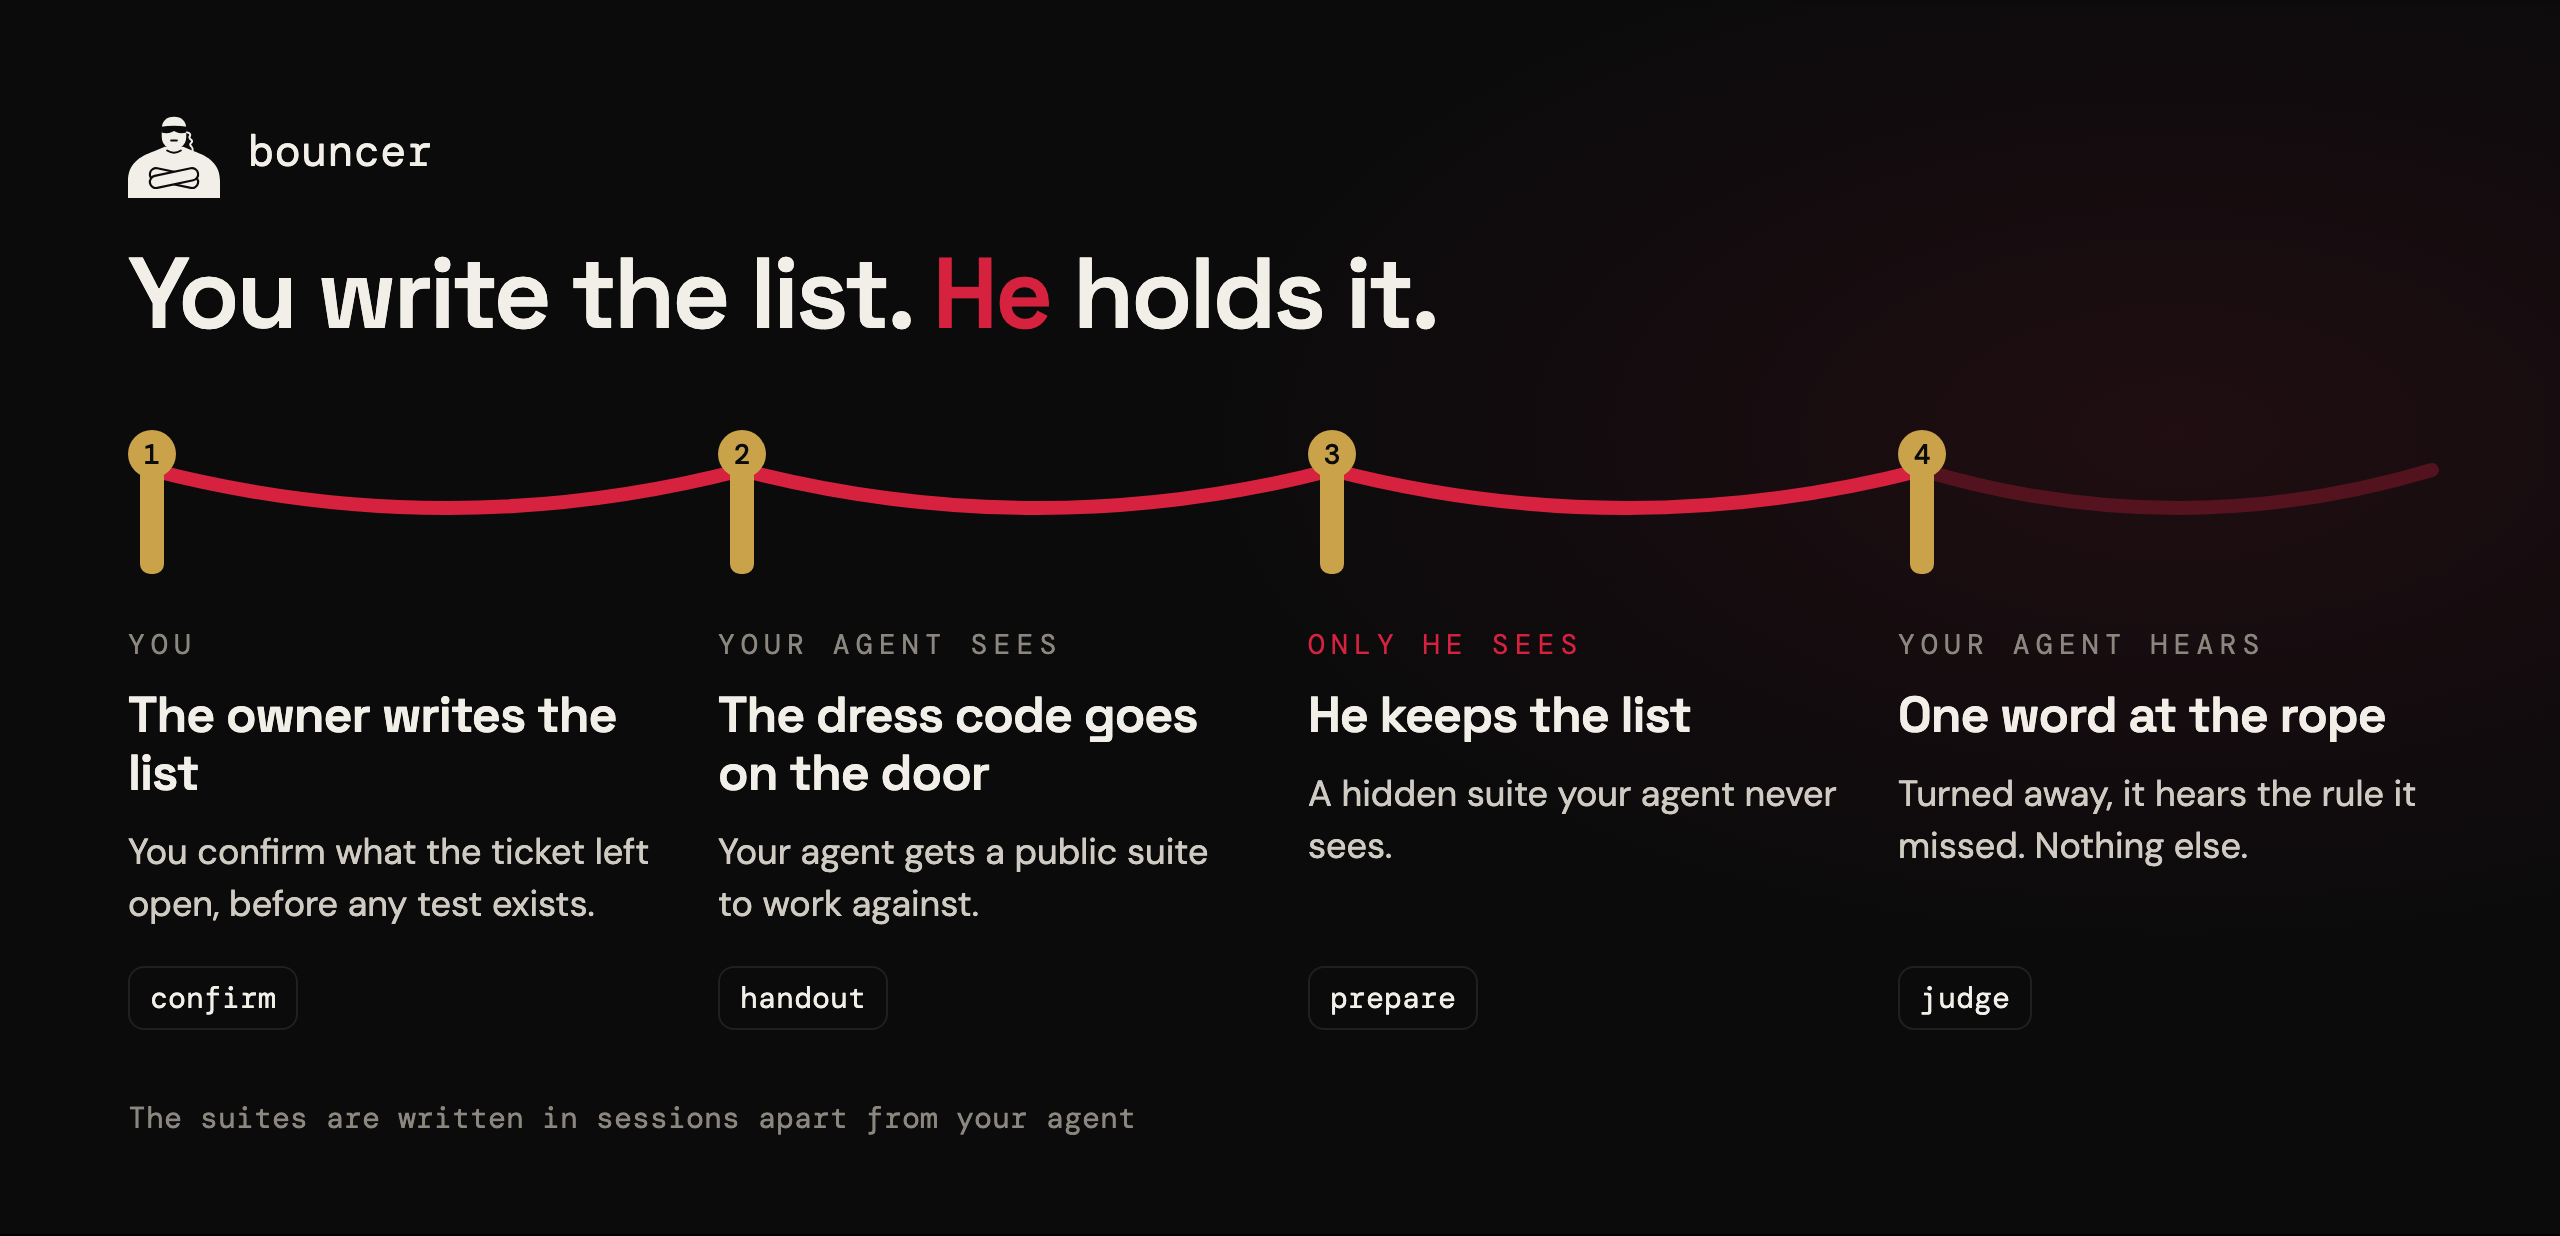 bouncer
You write the list. He holds it.
1
2
3
4
YOU
The owner writes the
list
You confirm what the ticket left
open, before any test exists.
confirm
YOUR AGENT SEES
The dress code goes
on the door
Your agent gets a public suite
to work against.
handout
ONLY HE SEES
He keeps the list
A hidden suite your agent never
sees.
prepare
YOUR AGENT HEARS
One word at the rope
Turned away, it hears the rule it
missed. Nothing else.
judge
The suites are written in sessions apart from your agent